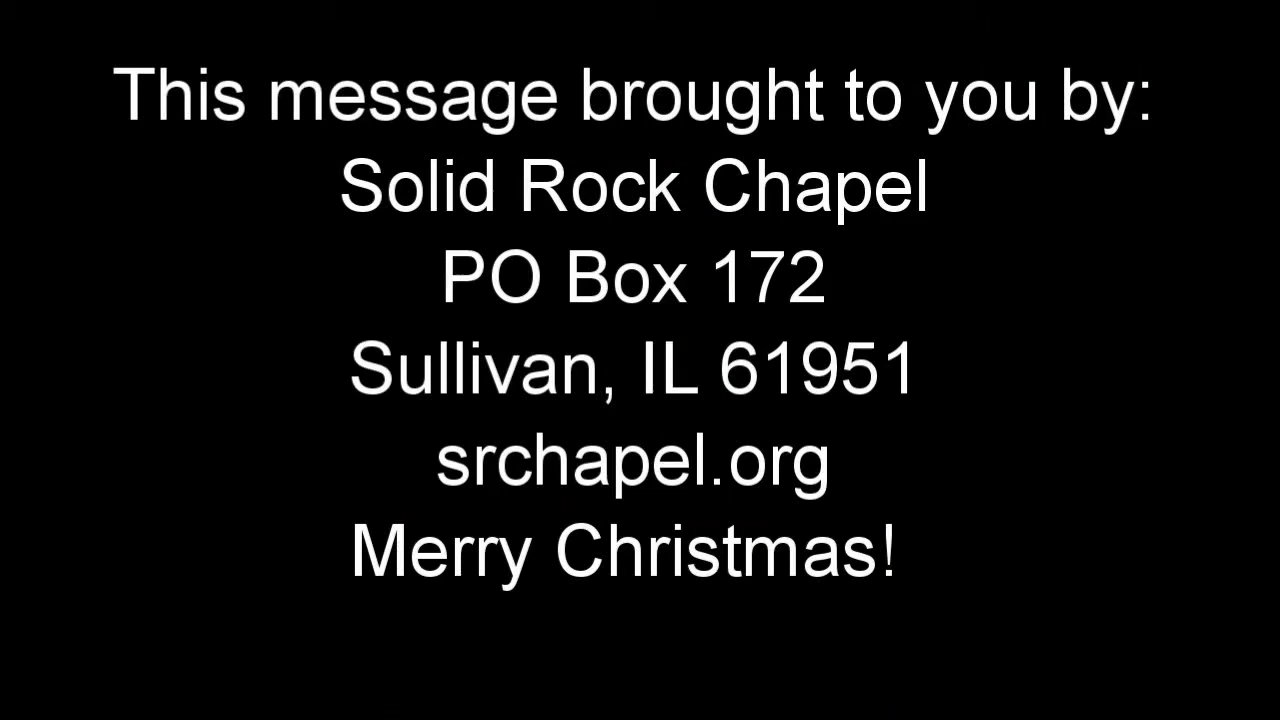 This message brought to you by:
Solid Rock Chapel
PO Box 172
Sullivan, IL 61951
srchapel.org
Merry Christmas!